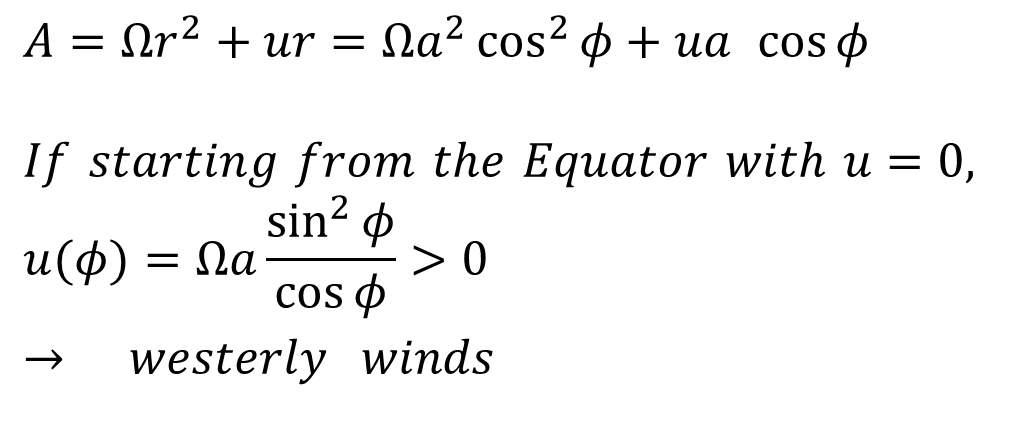 A = Ωr² + ur = Ωa² cos² ϕ + ua cos ϕ
If starting from the Equator with u = 0,
u(ϕ) = Ωa sin² ϕ / cos ϕ > 0
→ westerly winds